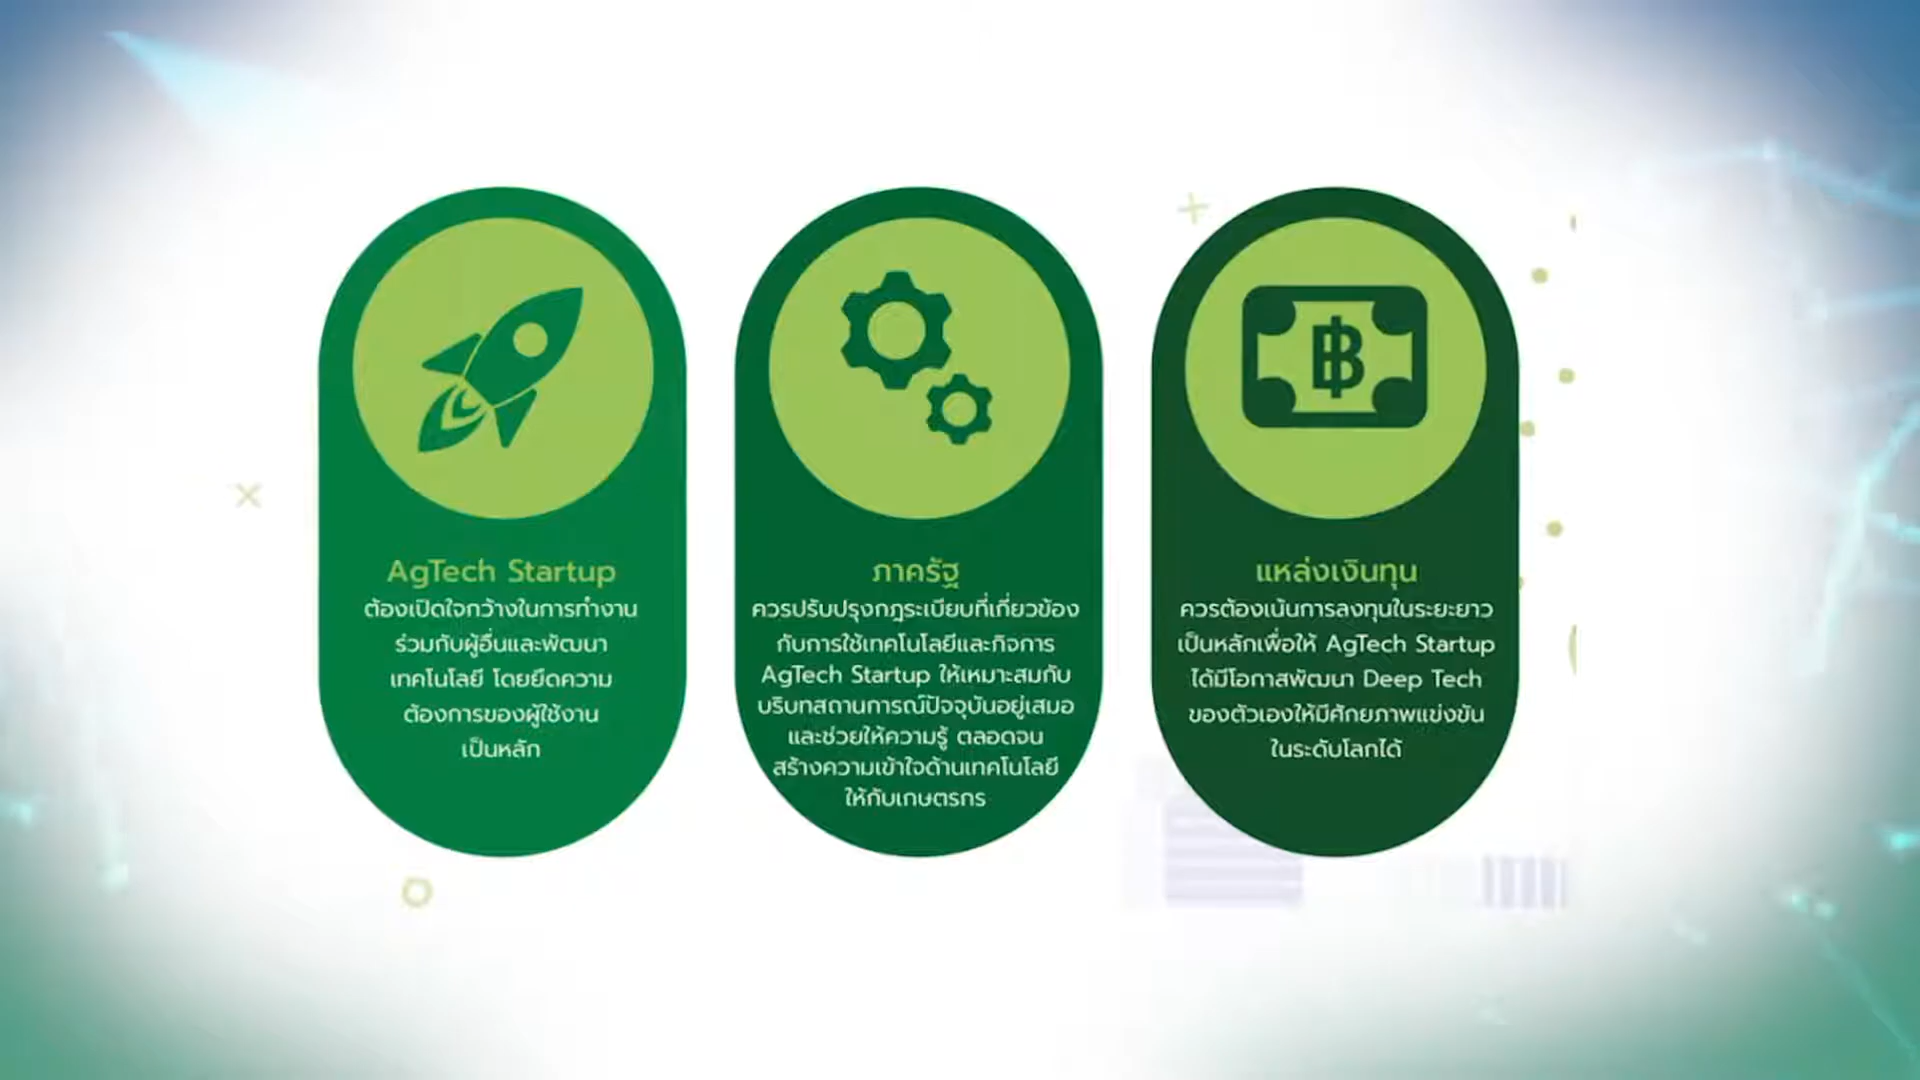 AgTech Startup
ต้องเปิดใจกว้างในการทำงาน
ร่วมกับผู้อื่นและพัฒนา
เทคโนโลยี โดยยึดความ
ต้องการของผู้ใช้งาน
เป็นหลัก
ภาครัฐ
ควรปรับปรุงกฎระเบียบที่เกี่ยวข้อง
กับการใช้เทคโนโลยีและกิจการ
AgTech Startup ให้เหมาะสมกับ
บริบทสถานการณ์ปัจจุบันอยู่เสมอ
และช่วยให้ความรู้ ตลอดจน
สร้างความเข้าใจด้านเทคโนโลยี
ให้กับเกษตรกร
แหล่งเงินทุน
ควรต้องเน้นการลงทุนในระยะยาว
เป็นหลักเพื่อให้ AgTech Startup
ได้มีโอกาสพัฒนา Deep Tech
ของตัวเองให้มีศักยภาพแข่งขัน
ในระดับโลกได้